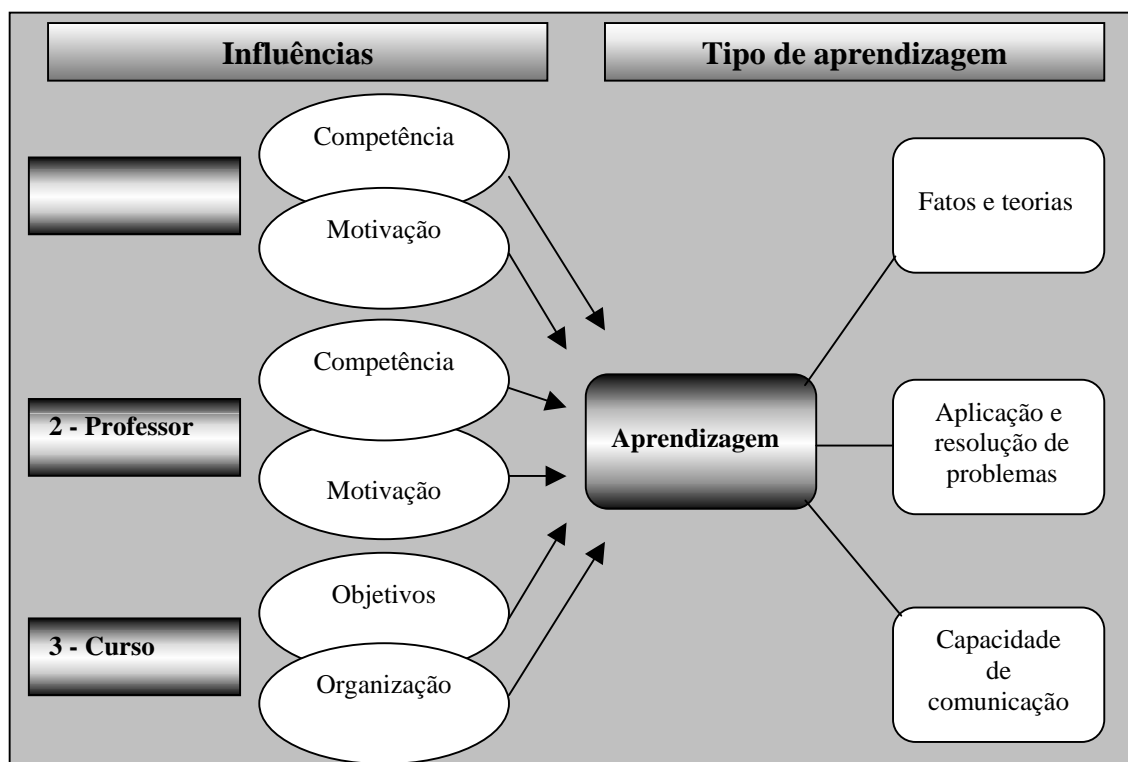 Influências
Tipo de aprendizagem
Competência
Motivação
2 - Professor
Competência
Motivação
3 - Curso
Objetivos
Organização
Aprendizagem
Fatos e teorias
Aplicação e
resolução de
problemas
Capacidade
de
comunicação